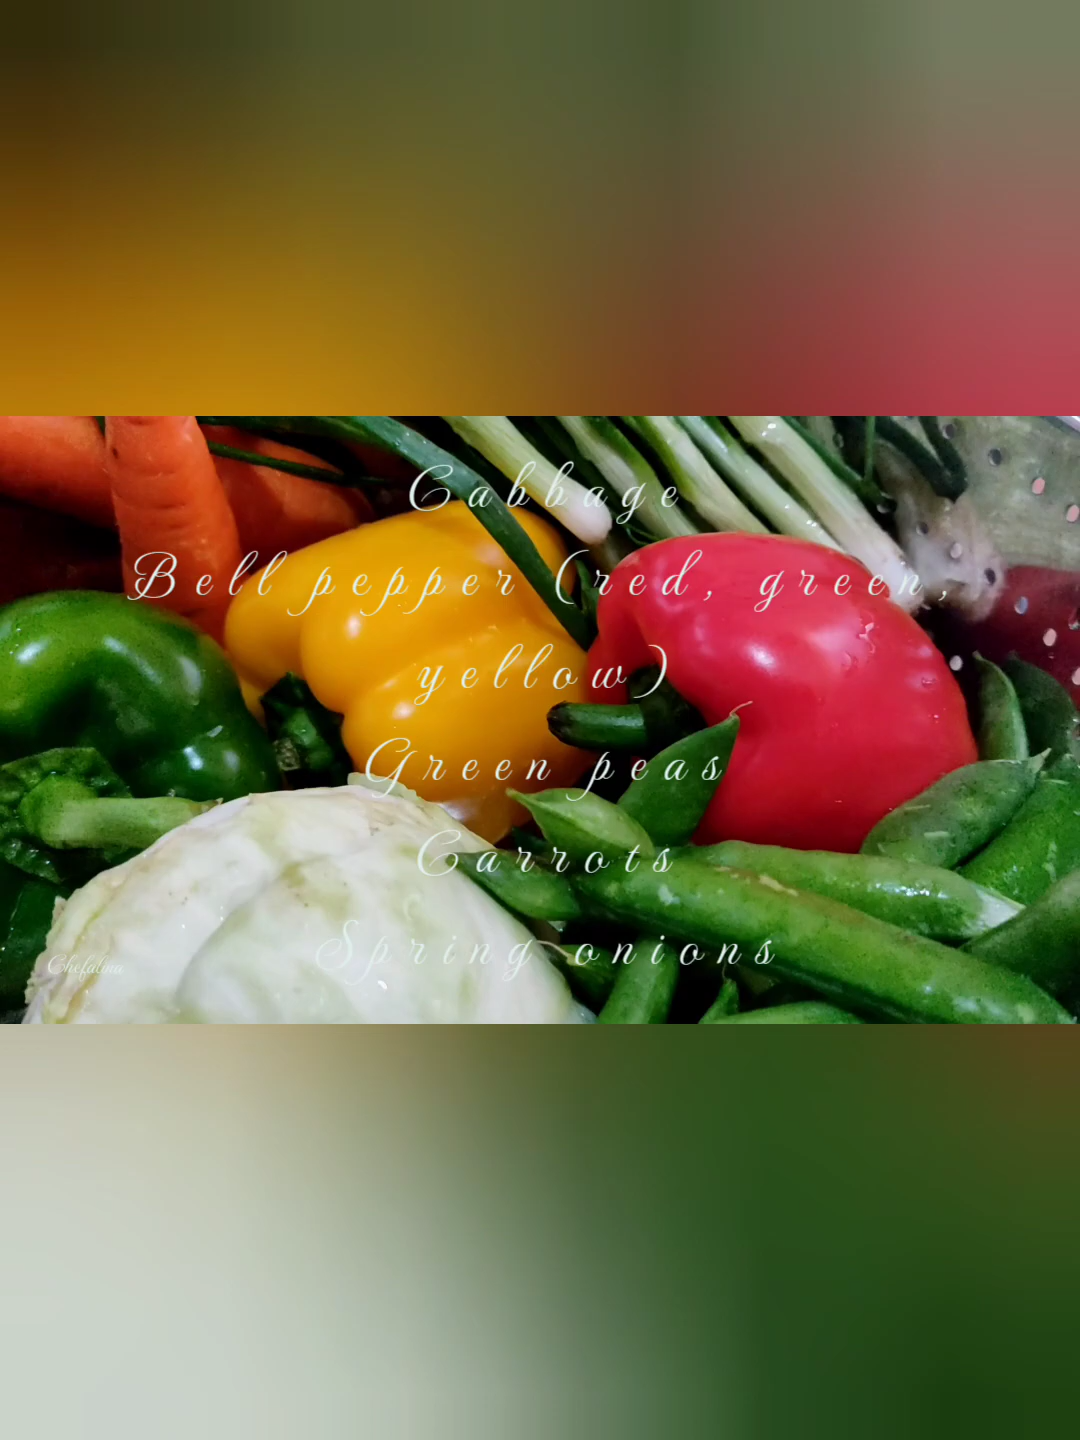 Cabbage
Bell pepper (red, green,
yellow)
Green peas
Carrots
Spring onions